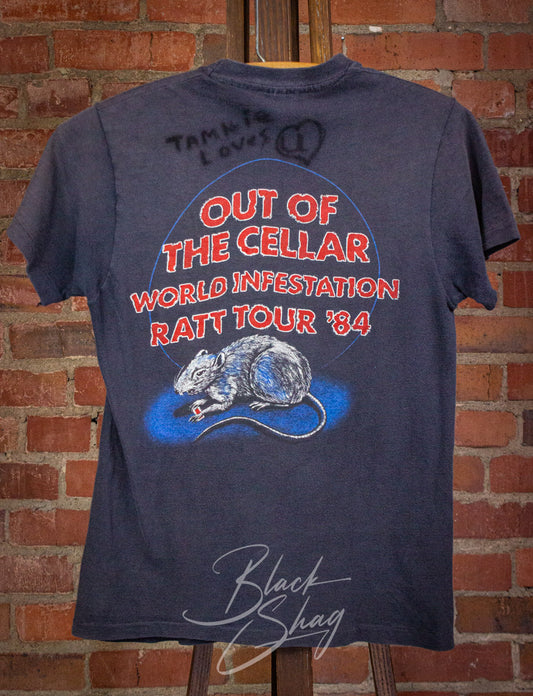 TAMMIE
LOVES
OUT OF
THE CELLAR
WORLD INFESTATION
RATT TOUR '84
Black
Shag